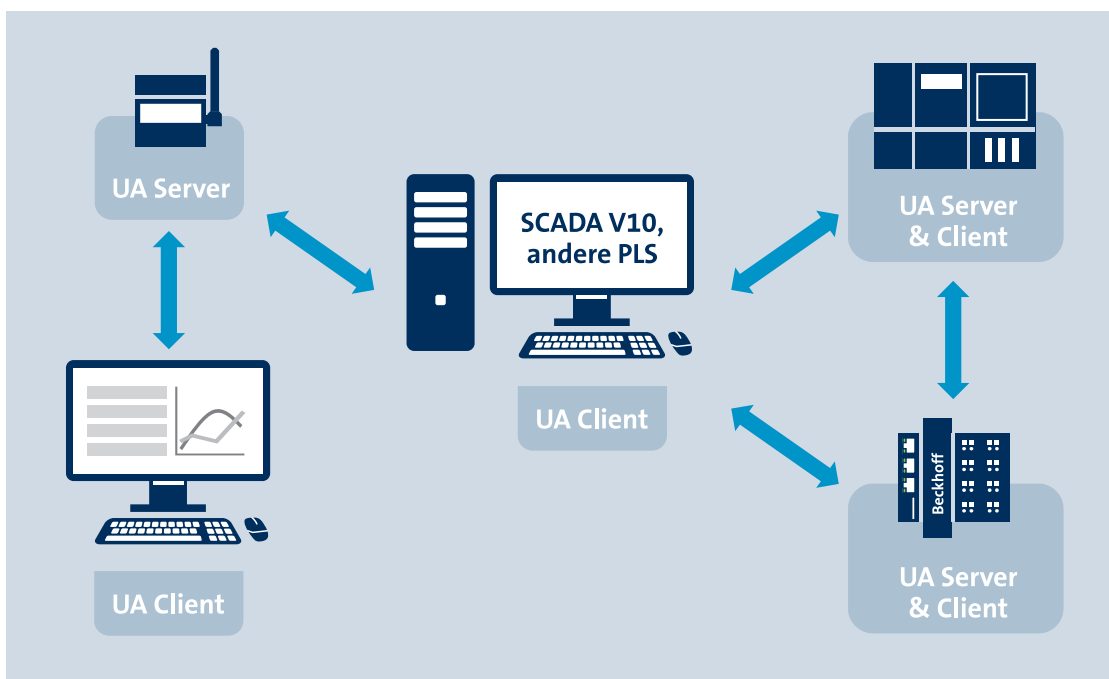 UA Server
SCADA V10,
andere PLS
UA Server
& Client
UA Client
Beckhoff
UA Client
UA Server
& Client